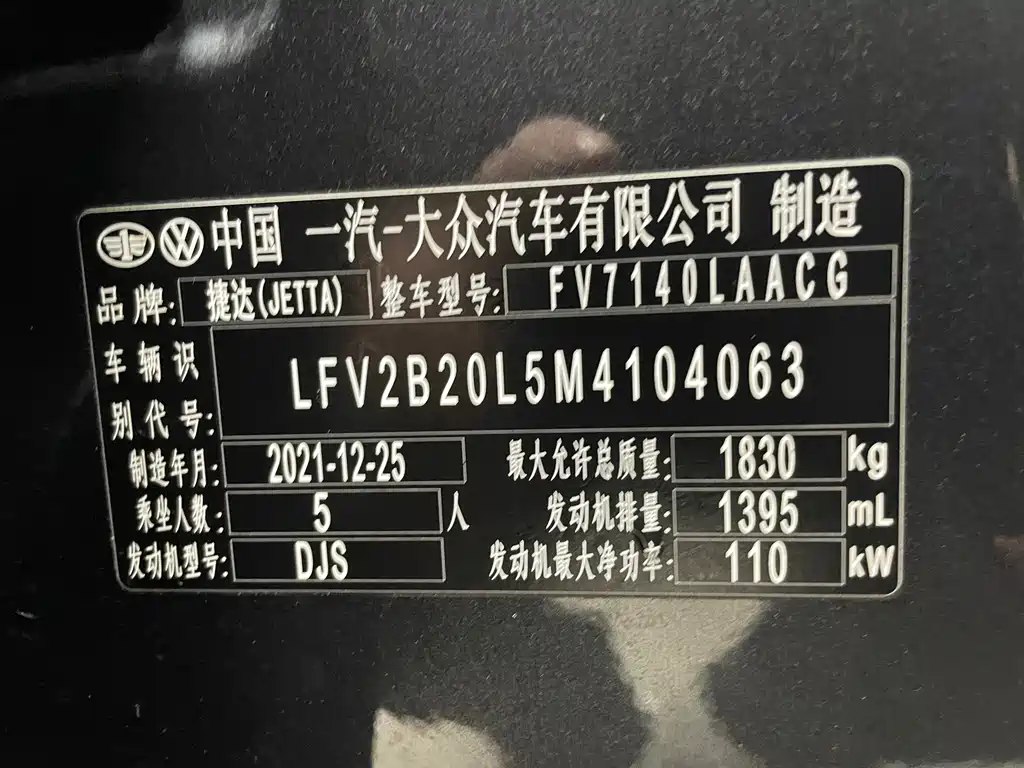 中国 一汽-大众汽车有限公司 制造
品牌: 捷达(JETTA) 整车型号: FV7140LAACG
车辆识别代号: LFV2B20L5M4104063
制造年月: 2021-12-25 最大允许总质量: 1830 kg
乘坐人数: 5 人 发动机排量: 1395 mL
发动机型号: DJS 发动机最大净功率: 110 kW